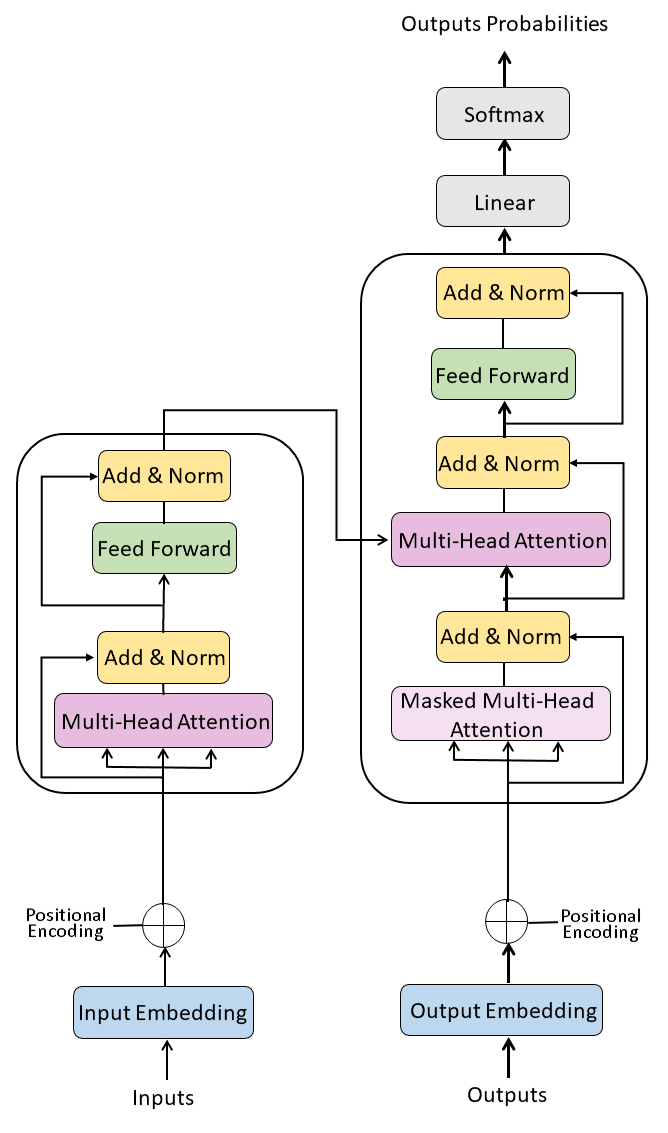 Outputs Probabilities
Softmax
Linear
Add & Norm
Feed Forward
Add & Norm
Multi-Head Attention
Add & Norm
Masked Multi-Head
Attention
Positional
Encoding
Output Embedding
Outputs
Add & Norm
Feed Forward
Add & Norm
Multi-Head Attention
Positional
Encoding
Input Embedding
Inputs